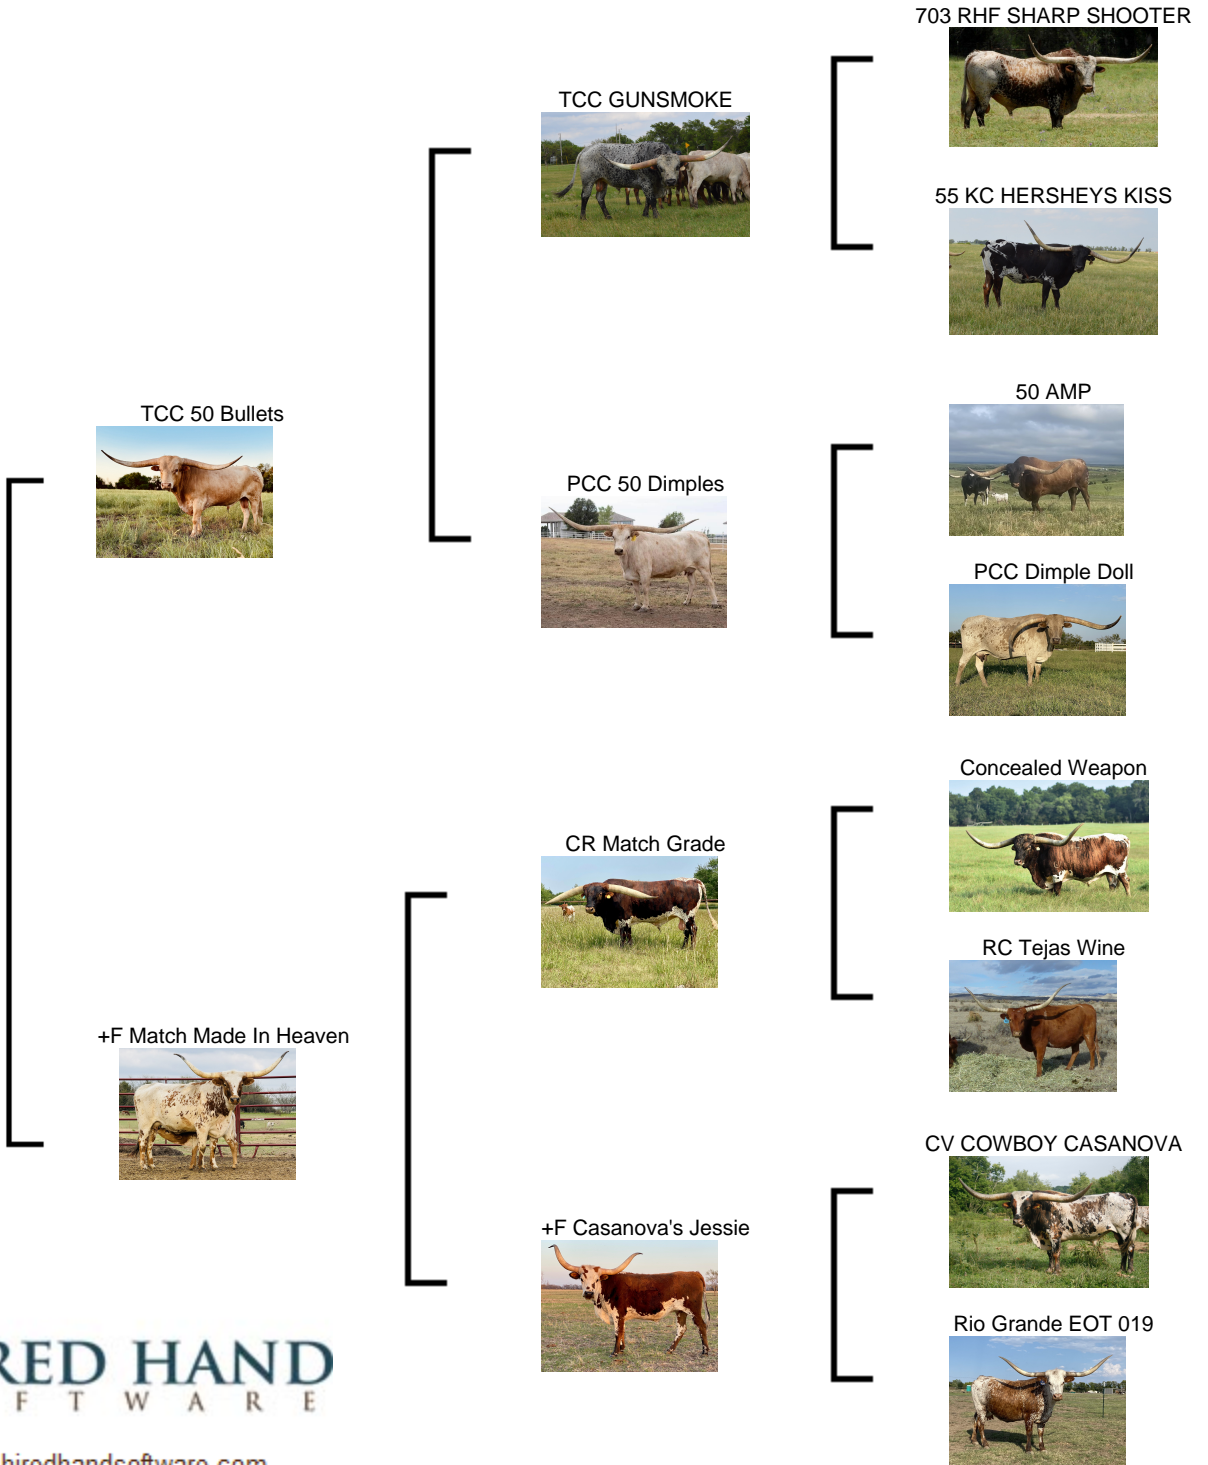 703 RHF SHARP SHOOTER
TCC GUNSMOKE
55 KC HERSHEYS KISS
50 AMP
TCC 50 Bullets
PCC 50 Dimples
PCC Dimple Doll
Concealed Weapon
CR Match Grade
RC Tejas Wine
+F Match Made In Heaven
CV COWBOY CASANOVA
+F Casanova's Jessie
Rio Grande EOT 019
RED HAND
F T W A R E
hiredhandsoftware.com